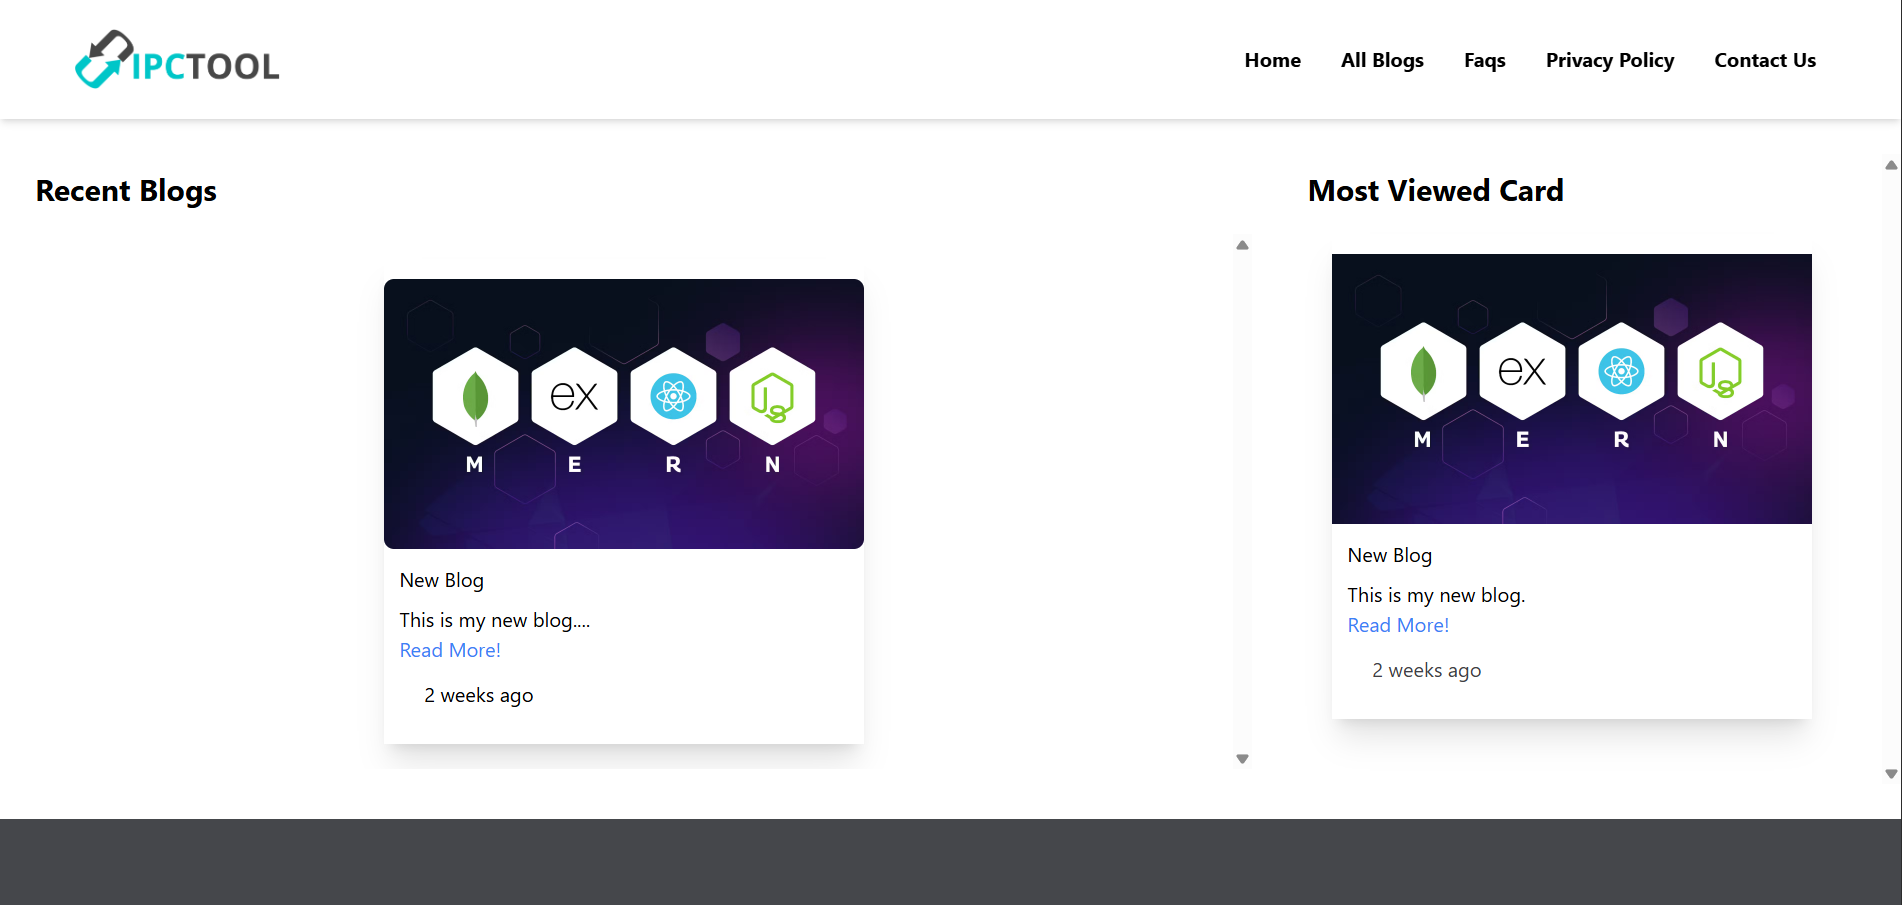 IPCTOOL
Home All Blogs Faqs Privacy Policy Contact Us
Recent Blogs
ex
JS
M E R N
New Blog
This is my new blog....
Read More!
2 weeks ago
Most Viewed Card
ex
JS
M E R N
New Blog
This is my new blog.
Read More!
2 weeks ago